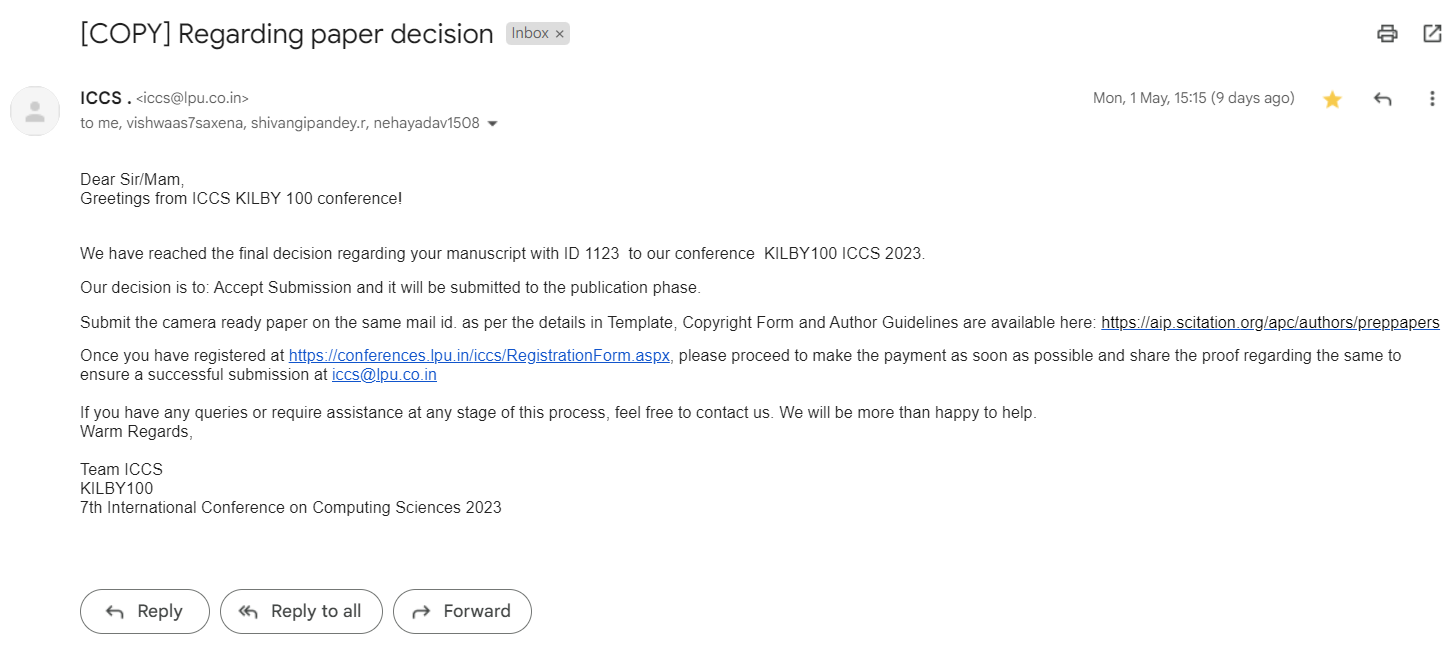 [COPY] Regarding paper decision Inbox ×
ICCS . <iccs@lpu.co.in> Mon, 1 May, 15:15 (9 days ago)
to me, vishwaas7saxena, shivangipandey.r, nehayadav1508
Dear Sir/Mam,
Greetings from ICCS KILBY 100 conference!
We have reached the final decision regarding your manuscript with ID 1123  to our conference  KILBY100 ICCS 2023.
Our decision is to: Accept Submission and it will be submitted to the publication phase.
Submit the camera ready paper on the same mail id. as per the details in Template, Copyright Form and Author Guidelines are available here: https://aip.scitation.org/apc/authors/preppapers
Once you have registered at https://conferences.lpu.in/iccs/RegistrationForm.aspx, please proceed to make the payment as soon as possible and share the proof regarding the same to
ensure a successful submission at iccs@lpu.co.in
If you have any queries or require assistance at any stage of this process, feel free to contact us. We will be more than happy to help.
Warm Regards,
Team ICCS
KILBY100
7th International Conference on Computing Sciences 2023
Reply Reply to all Forward